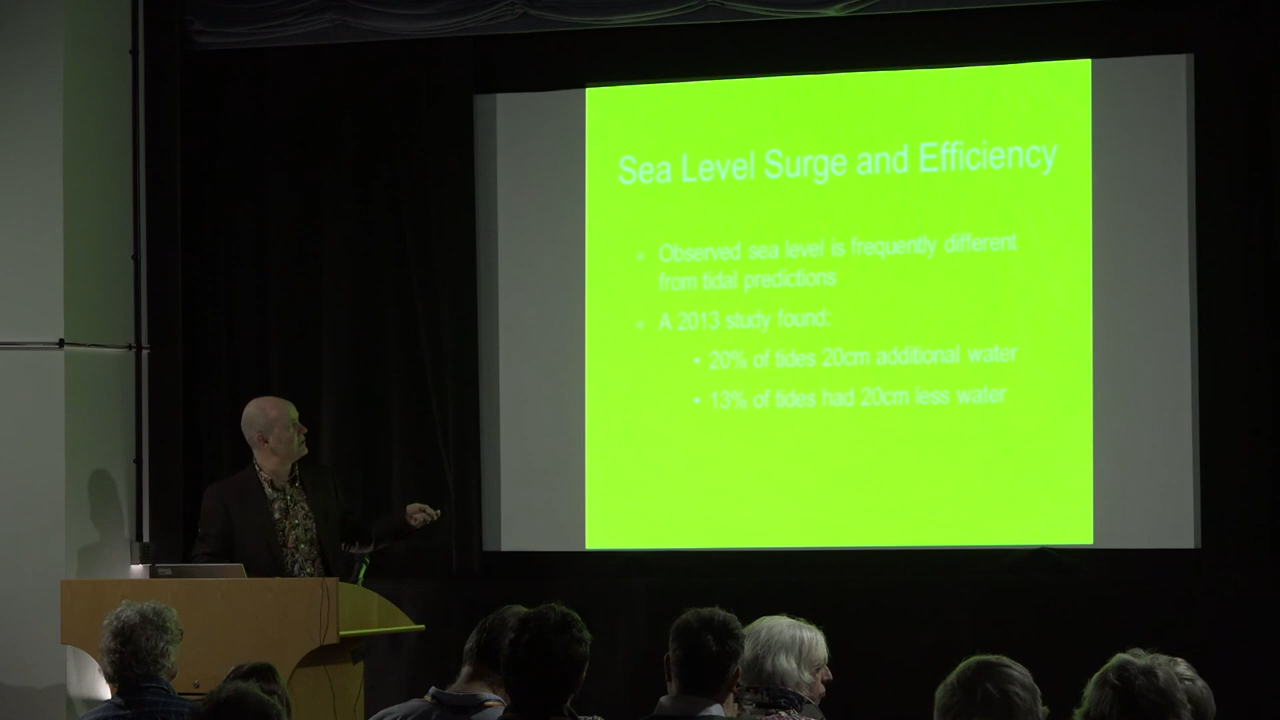 Sea Level Surge and Efficiency
Observed sea level is frequently different
from tidal predictions
A 2013 study found:
• 20% of tides 20cm additional water
• 13% of tides had 20cm less water